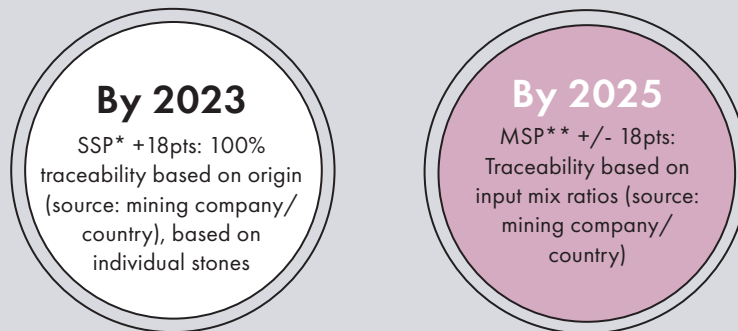 By 2023
SSP* +18pts: 100%
traceability based on origin
(source: mining company/
country), based on
individual stones
By 2025
MSP** +/- 18pts:
Traceability based on
input mix ratios (source:
mining company/
country)